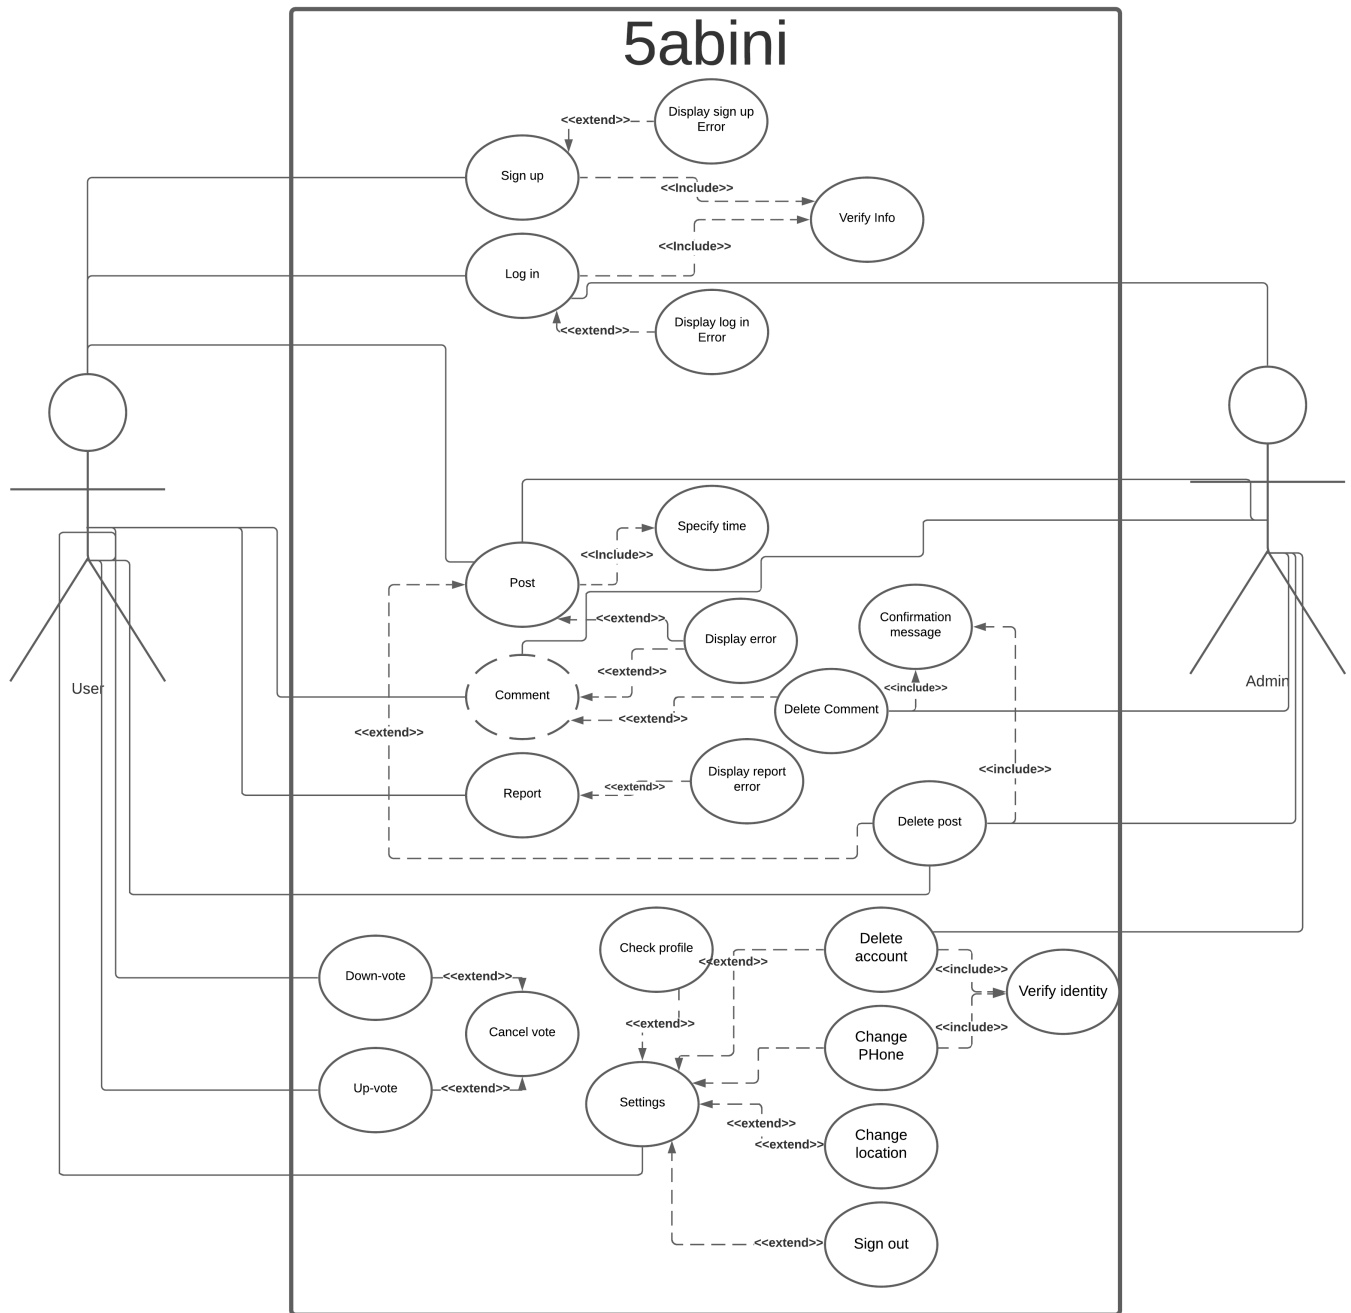 5abini
Display sign up
Error
<<extend>>
Sign up
<<Include>>
Verify Info
<<Include>>
Log in
Display log in
Error
<<extend>>
Specify time
<<Include>>
Post
<<extend>>
Display error
Confirmation
message
<<extend>>
Comment
<<include>>
Delete Comment
<<extend>>
User
Admin
<<extend>>
Display report
error
<<extend>>
Report
<<include>>
Delete post
Check profile
<<extend>>
Delete
account
<<include>>
Verify identity
Down-vote
<<extend>>
Cancel vote
<<extend>>
<<include>>
Change
PHone
Up-vote
<<extend>>
Settings
<<extend>>
<<extend>>
Change
location
<<extend>>
Sign out